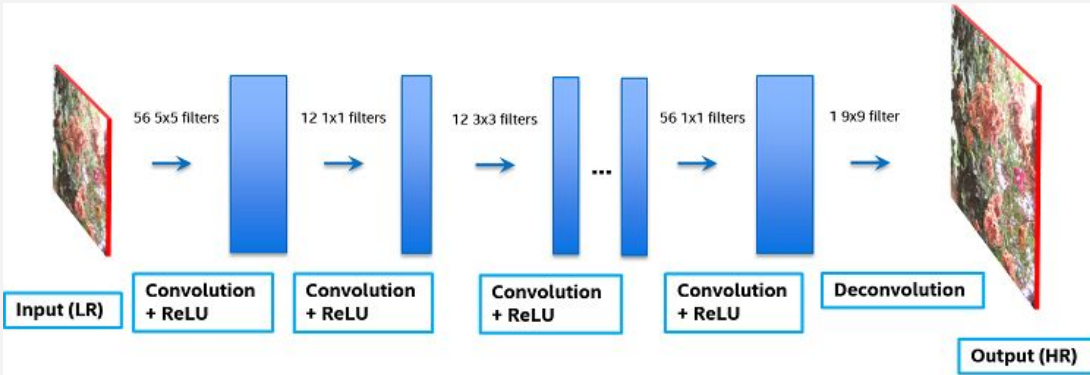 56 5x5 filters
12 1x1 filters
12 3x3 filters
...
56 1x1 filters
1 9x9 filter
Input (LR)
Convolution
+ ReLU
Convolution
+ ReLU
Convolution
+ ReLU
Convolution
+ ReLU
Deconvolution
Output (HR)